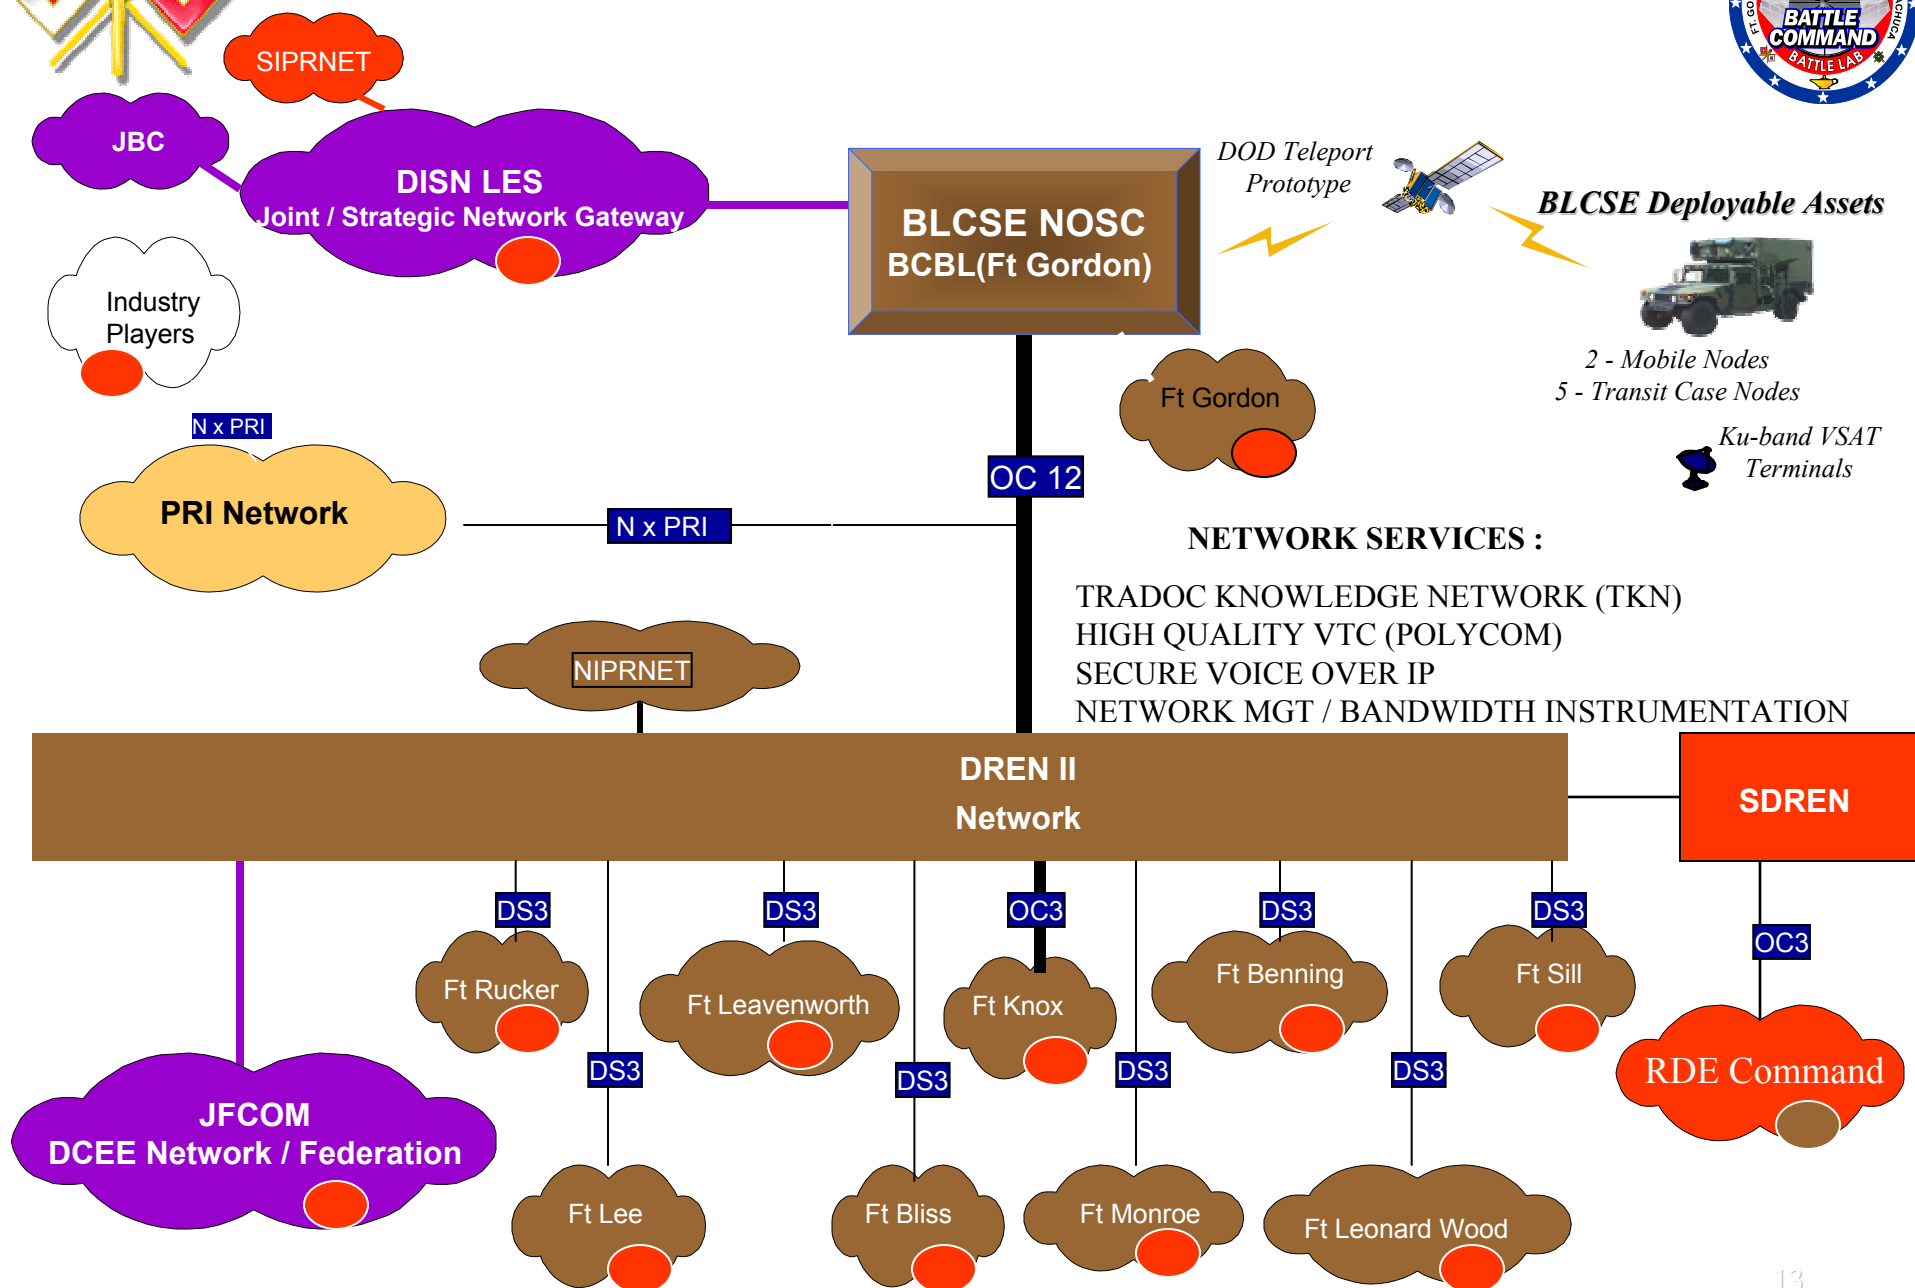 SIPRNET
JBC
DISN LES
Joint / Strategic Network Gateway
BLCSE NOSC
BCBL(Ft Gordon)
DOD Teleport
Prototype
BATTLE
COMMAND
BATTLE LAB
BLCSE Deployable Assets
2 - Mobile Nodes
5 - Transit Case Nodes
Ku-band VSAT
Terminals
Industry
Players
Ft Gordon
N x PRI
PRI Network
N x PRI
OC 12
NETWORK SERVICES :
TRADOC KNOWLEDGE NETWORK (TKN)
HIGH QUALITY VTC (POLYCOM)
SECURE VOICE OVER IP
NETWORK MGT / BANDWIDTH INSTRUMENTATION
NIPRNET
DREN II
Network
SDREN
DS3
DS3
OC3
DS3
DS3
OC3
Ft Rucker
Ft Leavenworth
Ft Knox
Ft Benning
Ft Sill
DS3
DS3
DS3
DS3
RDE Command
JFCOM
DCEE Network / Federation
Ft Lee
Ft Bliss
Ft Monroe
Ft Leonard Wood
13